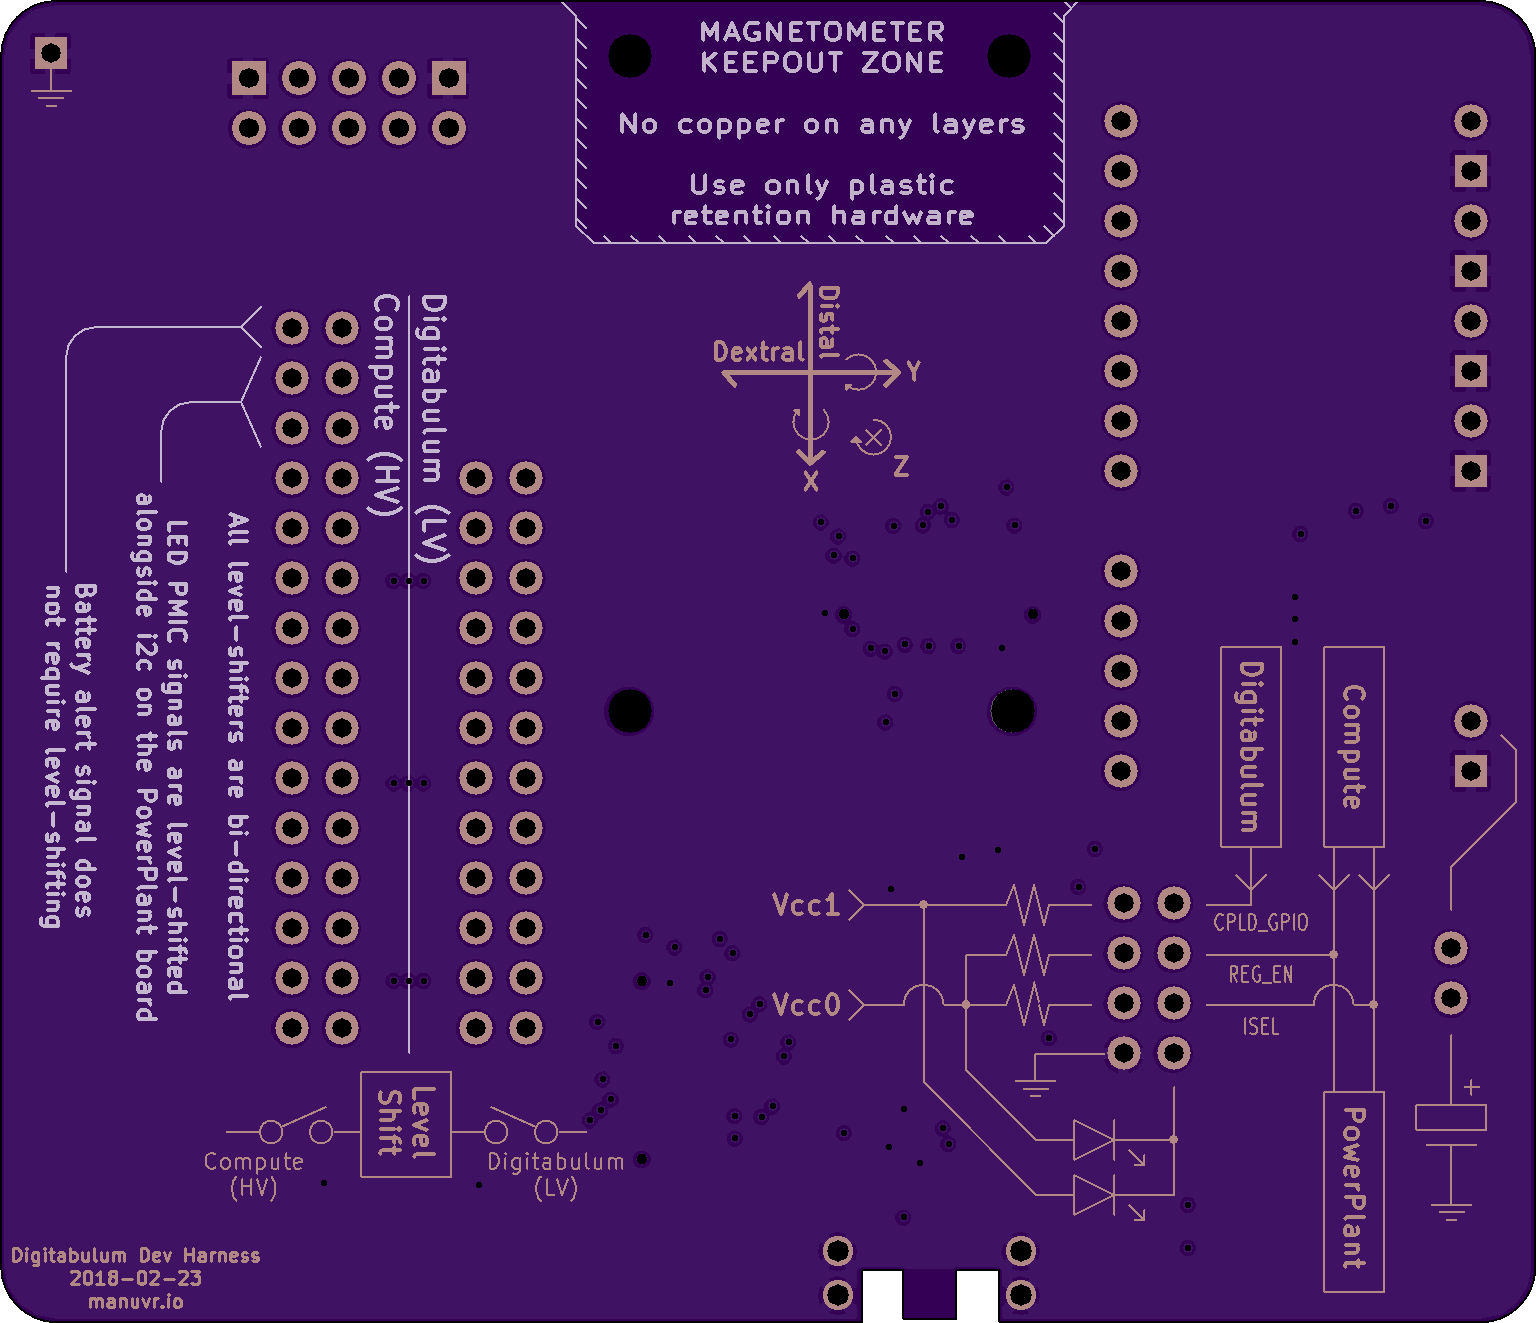 MAGNETOMETER
KEEPOUT ZONE
No copper on any layers
Use only plastic
retention hardware
Distal
Dextral
Y
X
Z
Digitabulum (LV)
Compute (HV)
All level-shifters are bi-directional
LED PMIC signals are level-shifted
alongside i2c on the PowerPlant board
Battery alert signal does
not require level-shifting
Digitabulum
Compute
Vcc1
CPLD_GPIO
REG_EN
Vcc0
ISEL
Level
Shift
Compute
(HV)
Digitabulum
(LV)
+
PowerPlant
Digitabulum Dev Harness
2018-02-23
manuvr.io